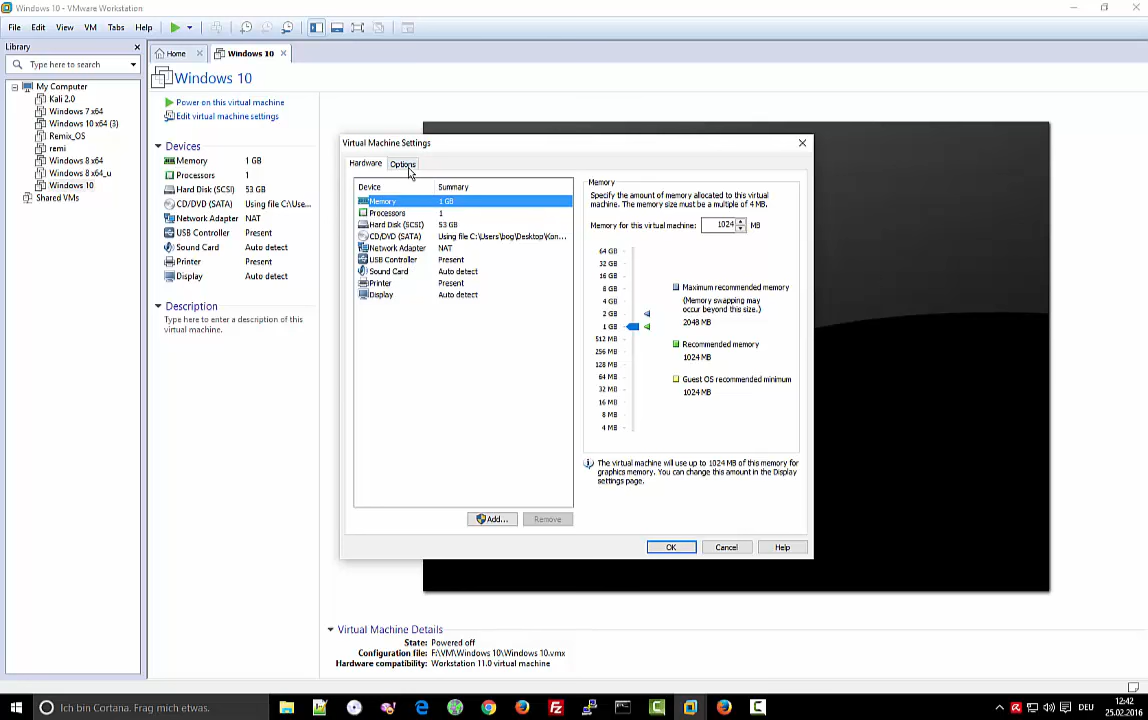 Windows 10 - VMware Workstation
File Edit View VM Tabs Help
Library
Type here to search
My Computer
Kali 2.0
Windows 7 x64
Windows 10 x64 (3)
Remix_OS
remi
Windows 8 x64
Windows 8 x64_u
Windows 10
Shared VMs
Home
Windows 10
Windows 10
Power on this virtual machine
Edit virtual machine settings
Devices
Memory 1 GB
Processors 1
Hard Disk (SCSI) 53 GB
CD/DVD (SATA) Using file C:\Use...
Network Adapter NAT
USB Controller Present
Sound Card Auto detect
Printer Present
Display Auto detect
Description
Type here to enter a description of this
virtual machine.
Virtual Machine Settings
Hardware Options
Device Summary
Memory 1 GB
Processors 1
Hard Disk (SCSI) 53 GB
CD/DVD (SATA) Using file C:\Users\bog\Desktop\Kon...
Network Adapter NAT
USB Controller Present
Sound Card Auto detect
Printer Present
Display Auto detect
Add... Remove
Memory
Specify the amount of memory allocated to this virtual
machine. The memory size must be a multiple of 4 MB.
Memory for this virtual machine: 1024 MB
64 GB
32 GB
16 GB
8 GB
4 GB
2 GB
1 GB
512 MB
256 MB
128 MB
64 MB
32 MB
16 MB
8 MB
4 MB
Maximum recommended memory
(Memory swapping may
occur beyond this size.)
2048 MB
Recommended memory
1024 MB
Guest OS recommended minimum
1024 MB
The virtual machine will use up to 1024 MB of this memory for
graphics memory. You can change this amount in the Display
settings page.
OK Cancel Help
Virtual Machine Details
State: Powered off
Configuration file: F:\VM\Windows 10\Windows 10.vmx
Hardware compatibility: Workstation 11.0 virtual machine
Ich bin Cortana. Frag mich etwas.
DEU
12:42
25.02.2016